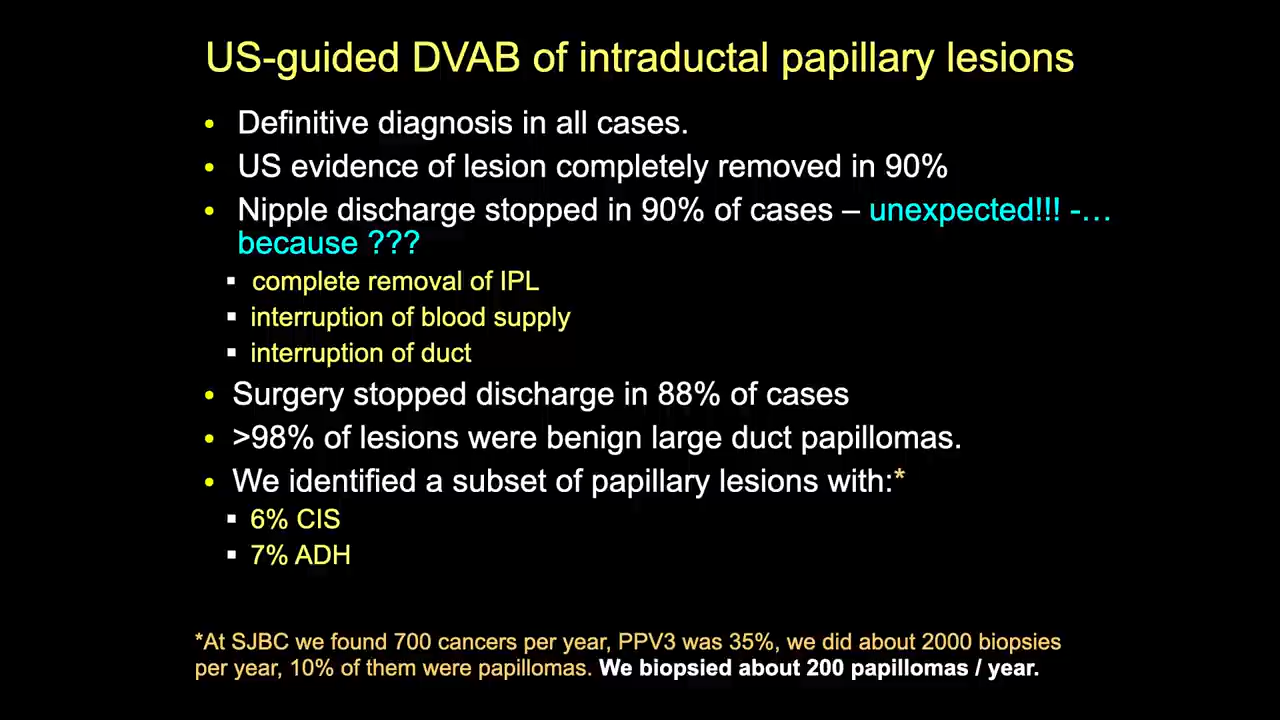 US-guided DVAB of intraductal papillary lesions
• Definitive diagnosis in all cases.
• US evidence of lesion completely removed in 90%
• Nipple discharge stopped in 90% of cases – unexpected!!! -…
because ???
▪ complete removal of IPL
▪ interruption of blood supply
▪ interruption of duct
• Surgery stopped discharge in 88% of cases
• >98% of lesions were benign large duct papillomas.
• We identified a subset of papillary lesions with:*
▪ 6% CIS
▪ 7% ADH
*At SJBC we found 700 cancers per year, PPV3 was 35%, we did about 2000 biopsies
per year, 10% of them were papillomas. We biopsied about 200 papillomas / year.